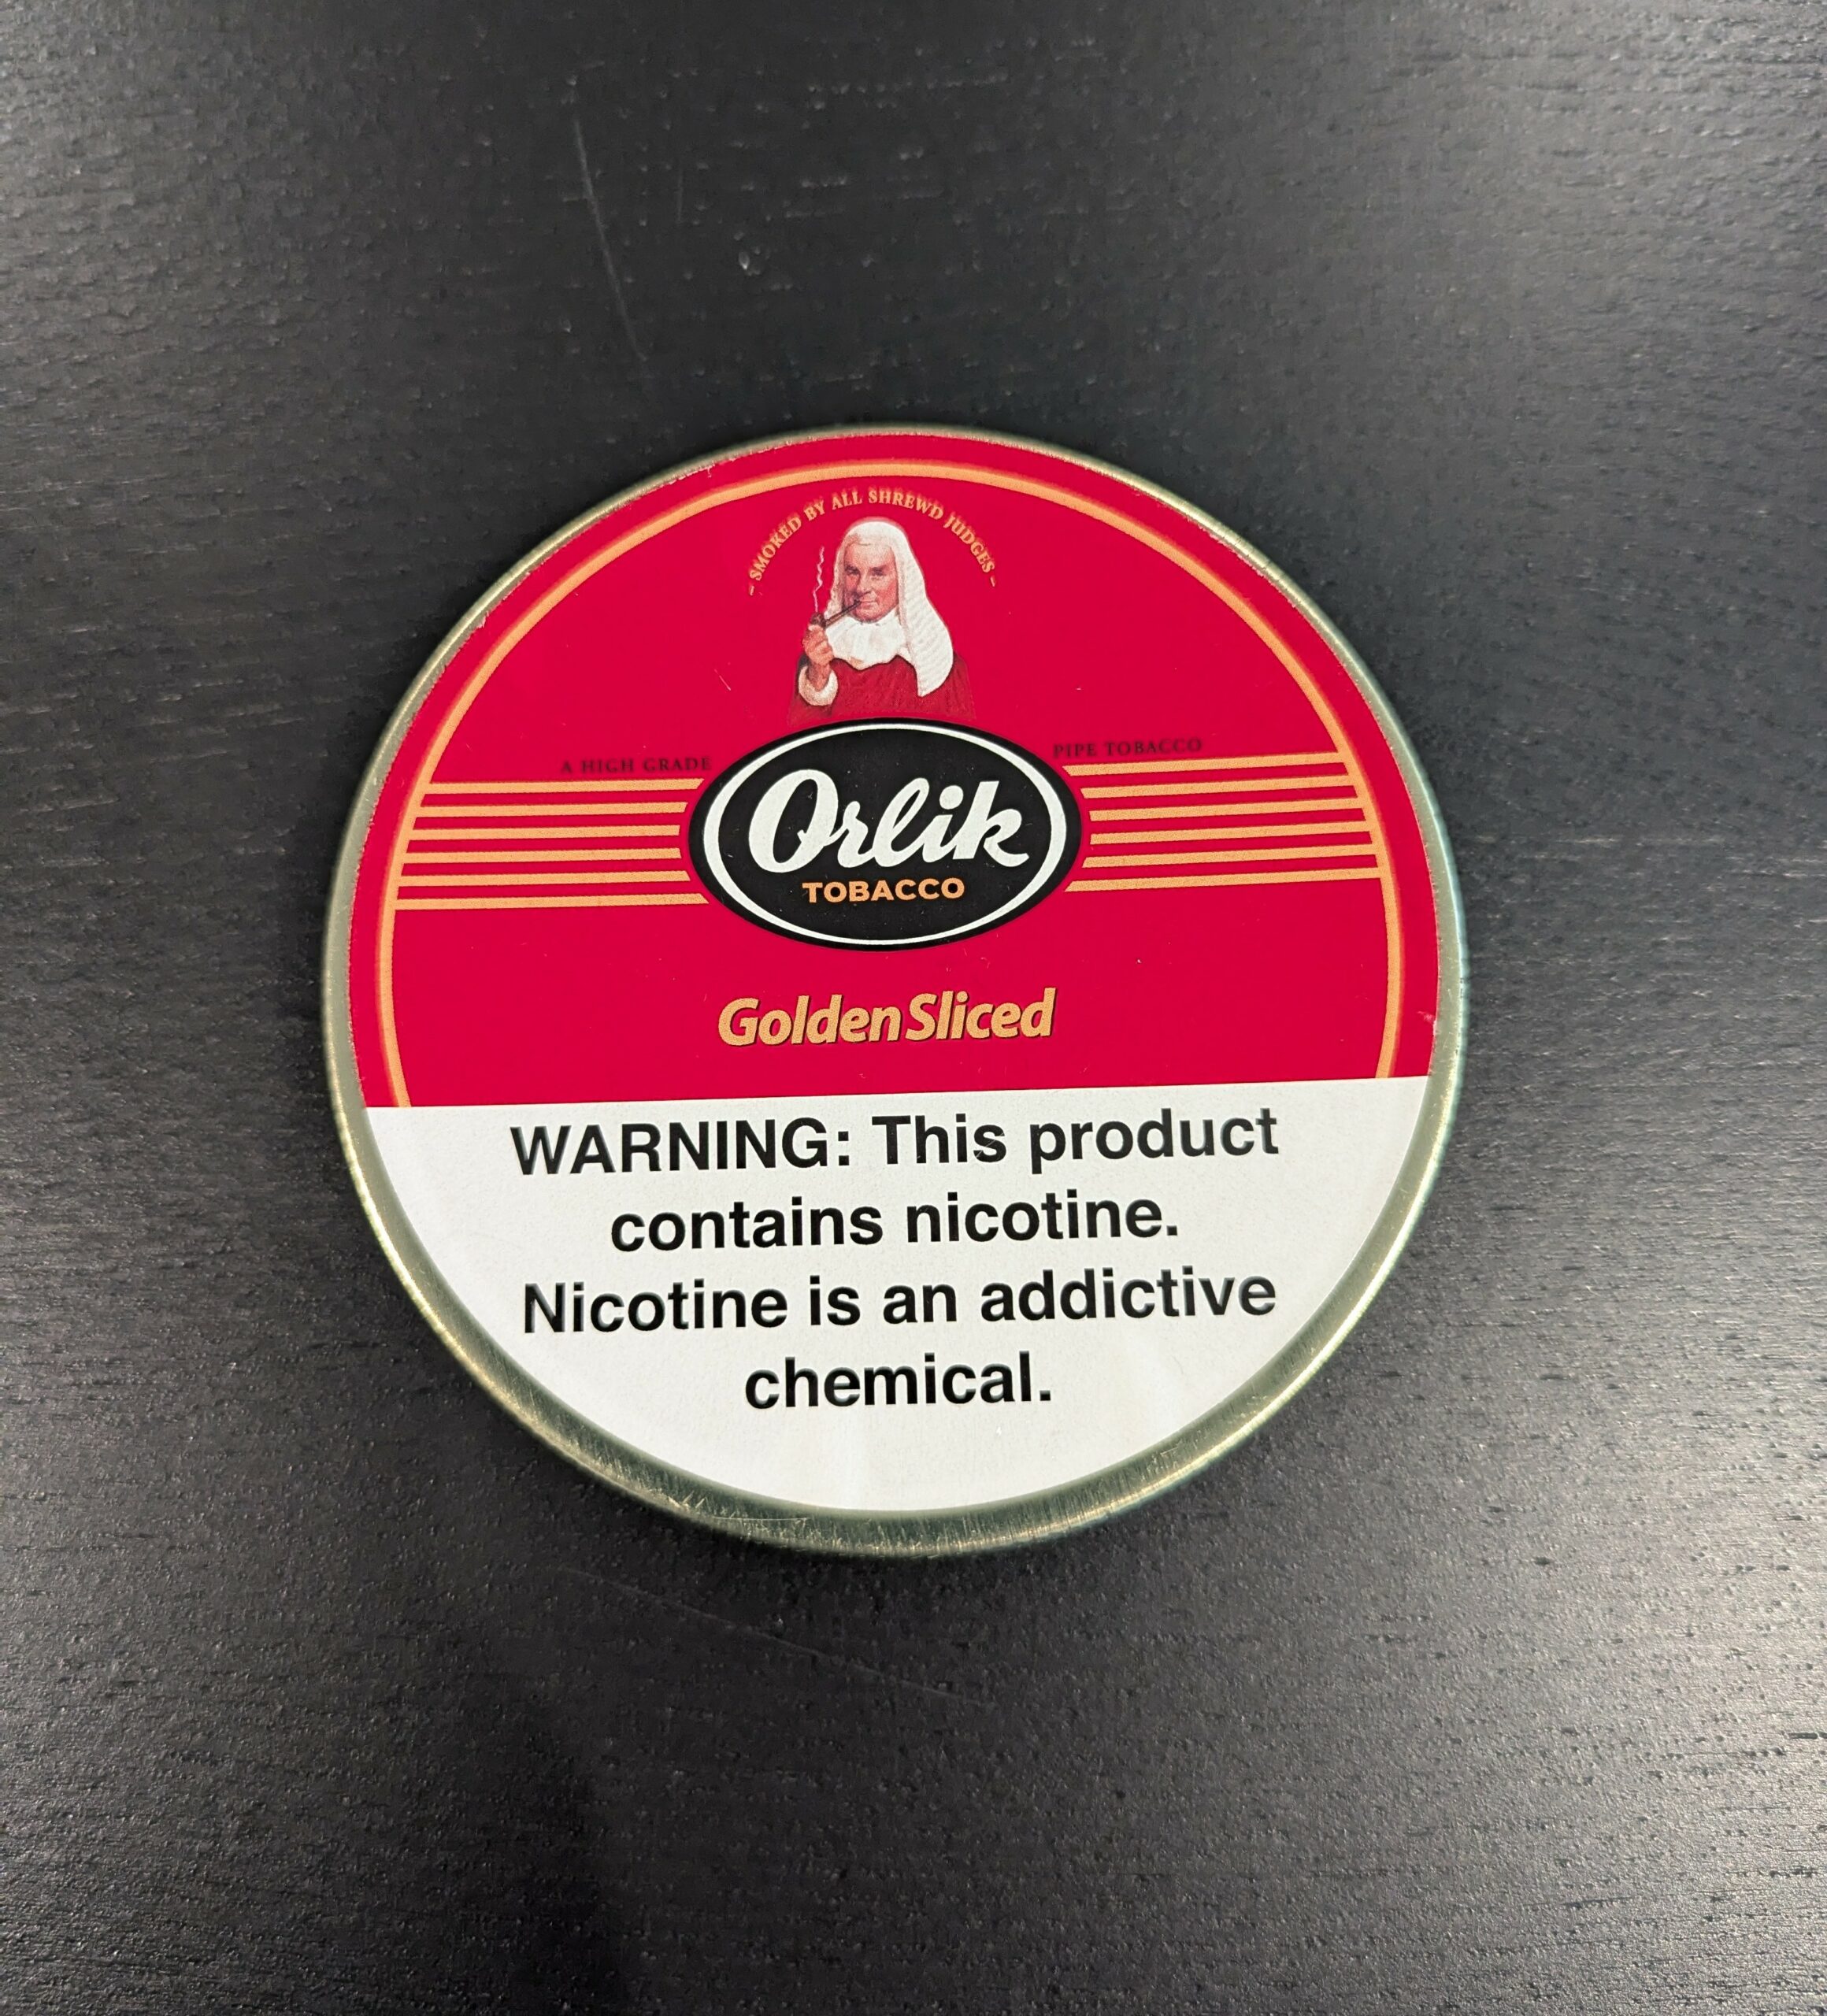 - SMOKED BY ALL SHREWD JUDGES -
A HIGH GRADE
PIPE TOBACCO
Orlik
TOBACCO
Golden Sliced
WARNING: This product
contains nicotine.
Nicotine is an addictive
chemical.